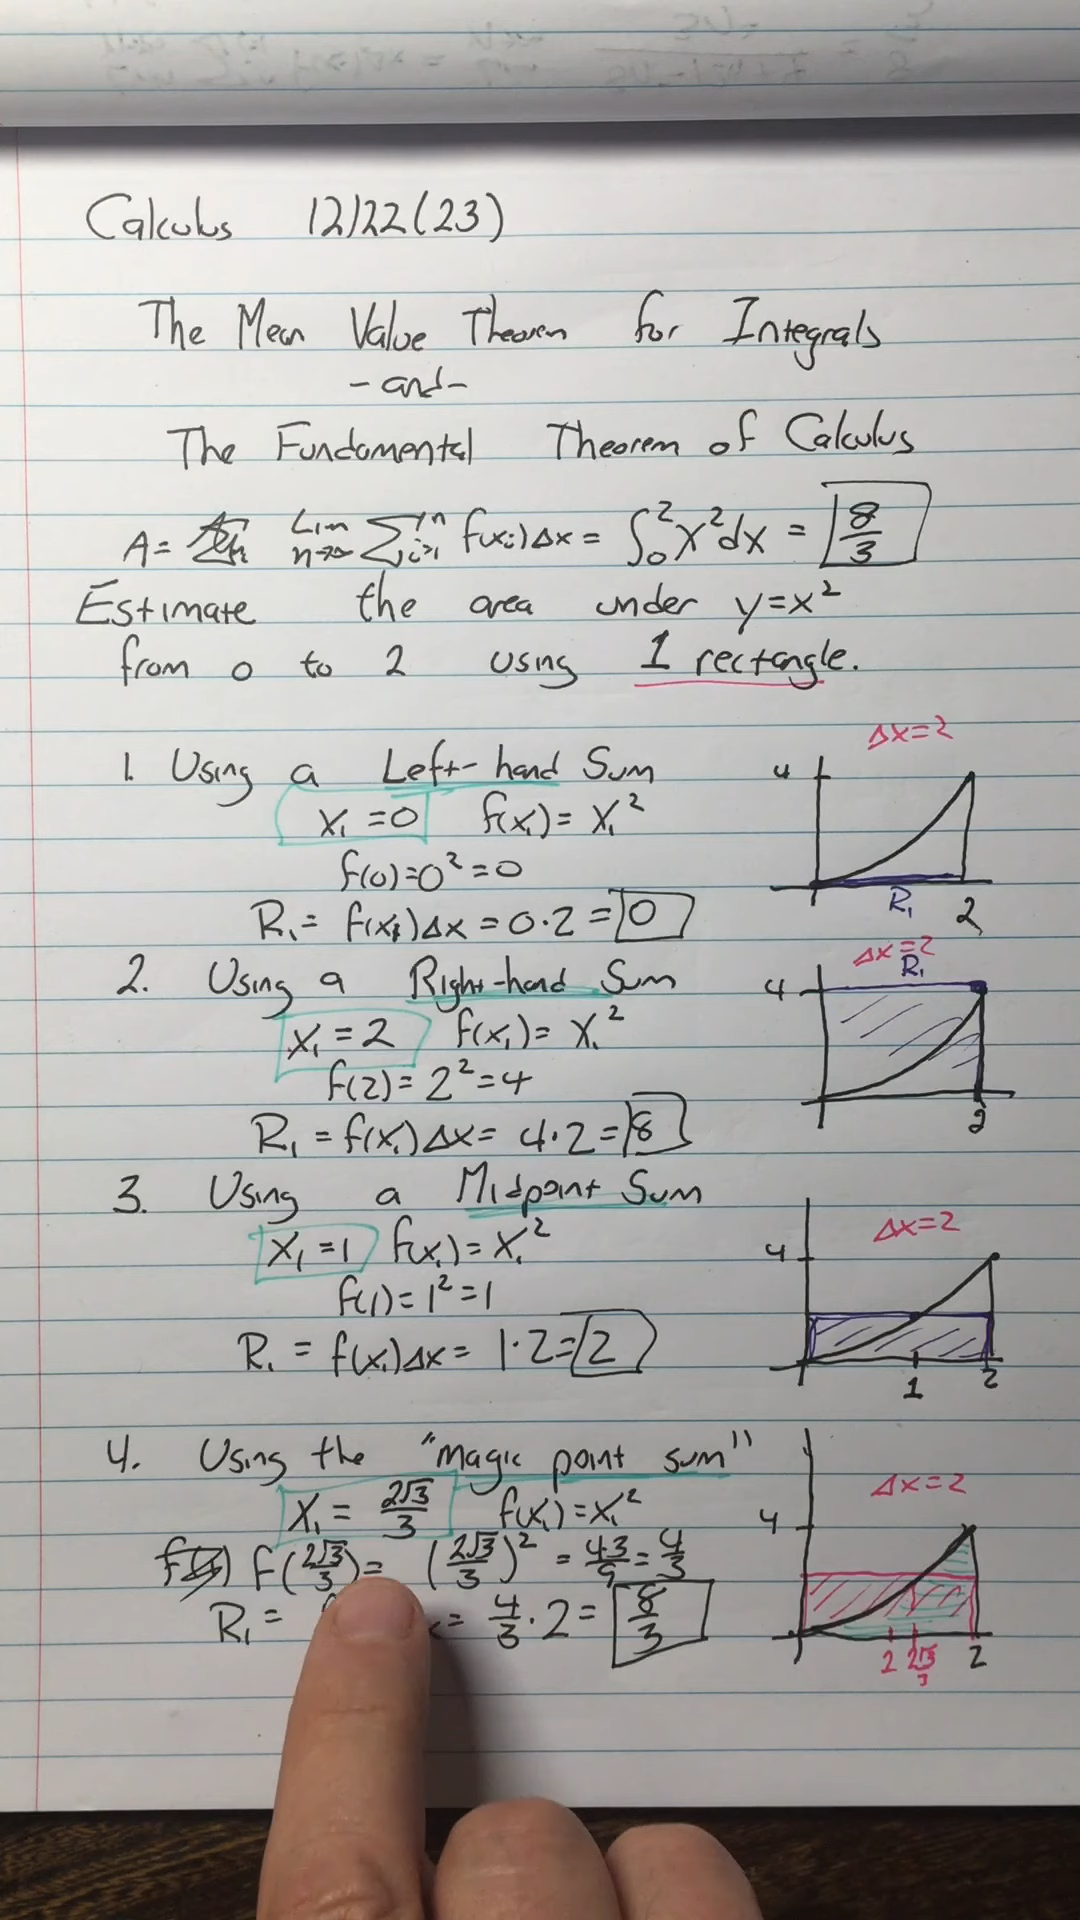 Calculus 12/22(23)
The Mean Value Theorem for Integrals
- and -
The Fundamental Theorem of Calculus
A = Lim n→∞ ∑ⁿᵢ₌₁ f(xᵢ)Δx = ∫₀² x²dx = 8/3
Estimate the area under y=x²
from 0 to 2 using 1 rectangle.
1. Using a Left-hand Sum
x₁ = 0 f(x₁) = x₁²
f(0)=0²=0
R₁ = f(x₁)Δx = 0·2 = 0
Δx=2
4
R₁ 2
2. Using a Right-hand Sum
x₁ = 2 f(x₁) = x₁²
f(2) = 2² = 4
R₁ = f(x₁)Δx = 4·2 = 8
Δx=2
R₁
4
2
3. Using a Midpoint Sum
x₁ = 1 f(x₁) = x₁²
f(1) = 1² = 1
R₁ = f(x₁)Δx = 1·2 = 2
Δx=2
4
1 2
4. Using the "magic point sum"
x₁ = 2√3/3 f(x₁) = x₁²
f(2√3/3) = (2√3/3)² = 4·3/9 = 4/3
R₁ = = 4/3 · 2 = 8/3
Δx=2
4
2 2√3/3 2